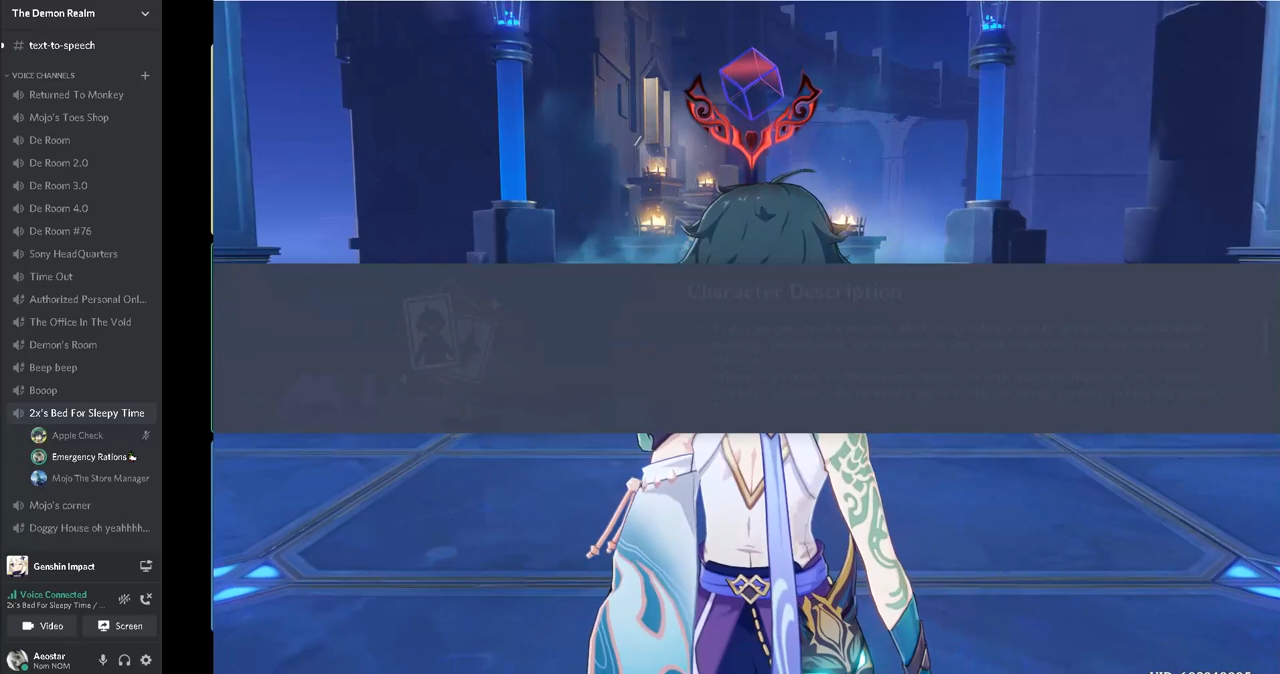 The Demon Realm
# text-to-speech
VOICE CHANNELS
Returned To Monkey
Mojo's Toes Shop
De Room
De Room 2.0
De Room 3.0
De Room 4.0
De Room #76
Sony HeadQuarters
Time Out
Authorized Personal Onl...
The Office In The Void
Demon's Room
Beep beep
Booop
2x's Bed For Sleepy Time
Apple Check
Emergency Rations
Mojo The Store Manager
Mojo's corner
Doggy House oh yeahhhh...
Genshin Impact
Voice Connected
2x's Bed For Sleepy Time / ...
Video
Screen
Aeostar
Nom NOM
Character Description